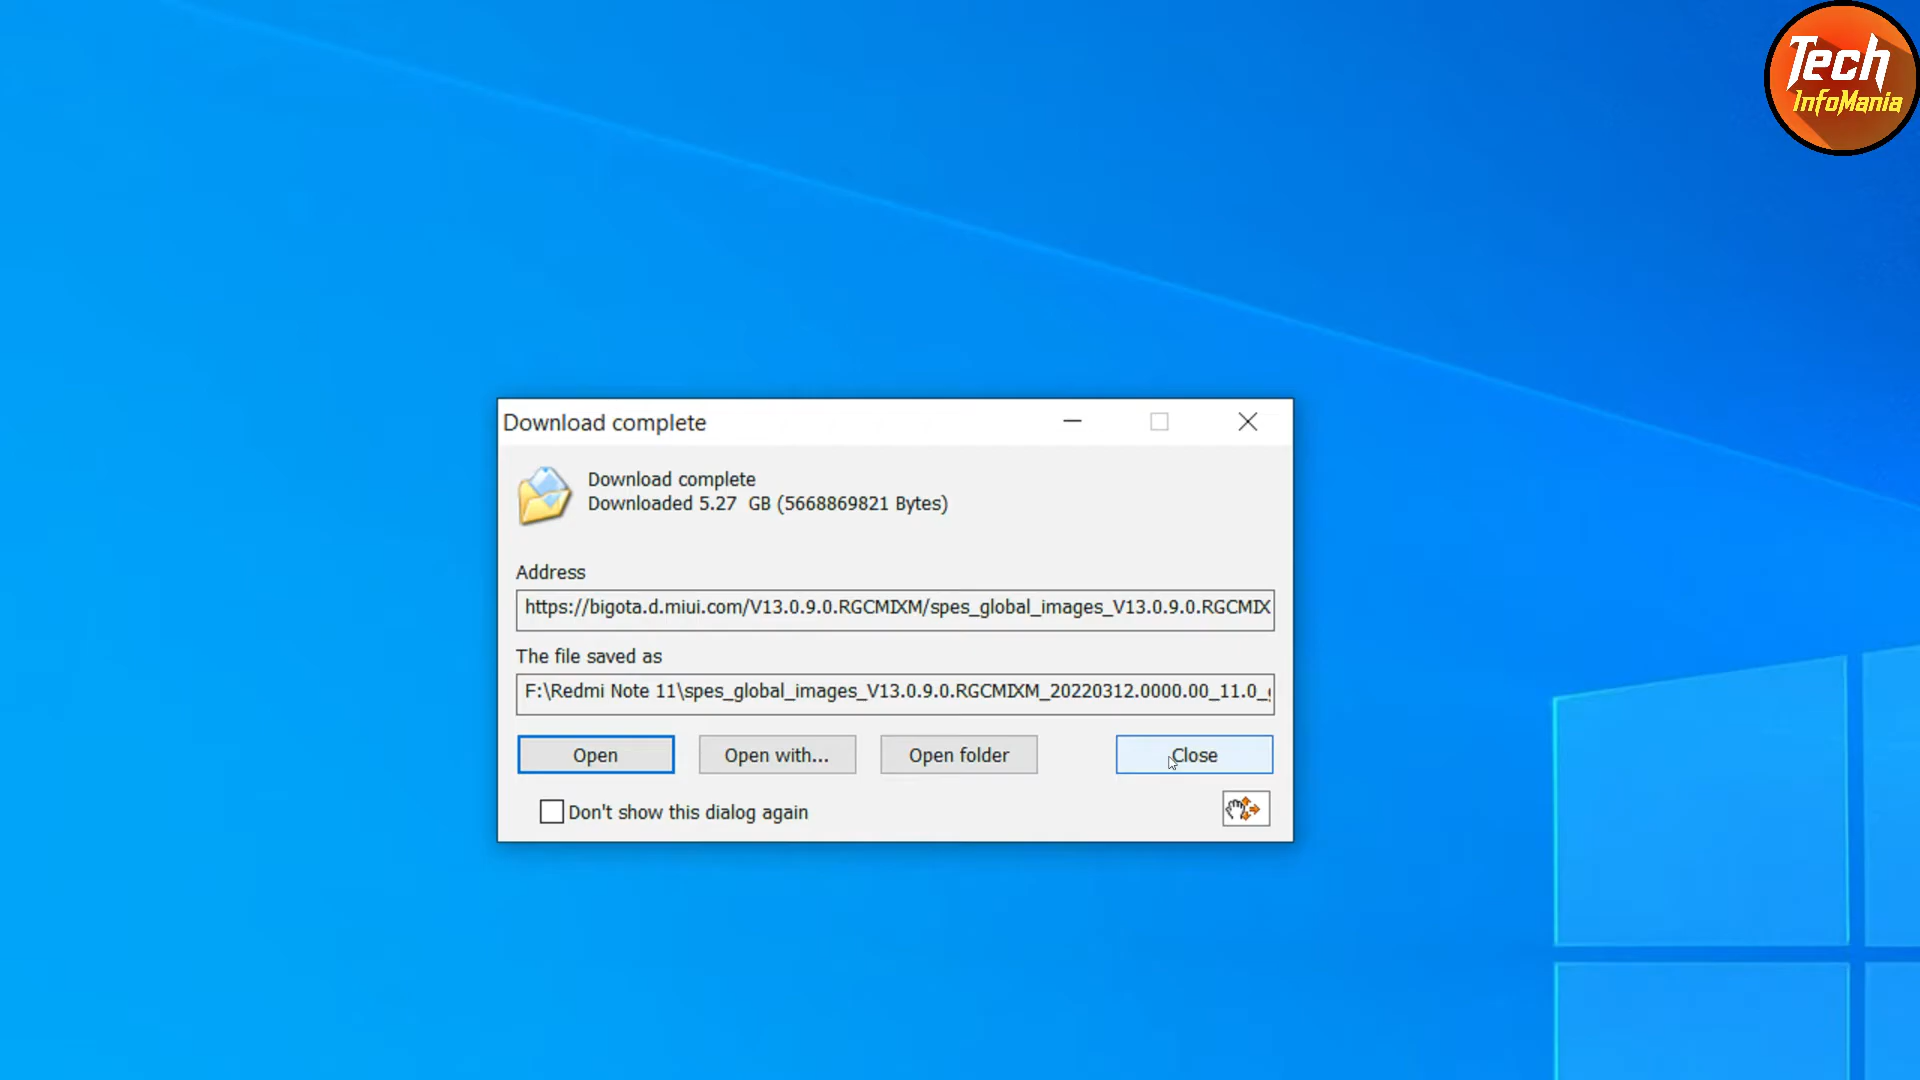 Tech
InfoMania
Download complete
Download complete
Downloaded 5.27 GB (5668869821 Bytes)
Address
https://bigota.d.miui.com/V13.0.9.0.RGCMIXM/spes_global_images_V13.0.9.0.RGCMIX
The file saved as
F:\Redmi Note 11\spes_global_images_V13.0.9.0.RGCMIXM_20220312.0000.00_11.0_
Open
Open with...
Open folder
Close
Don't show this dialog again